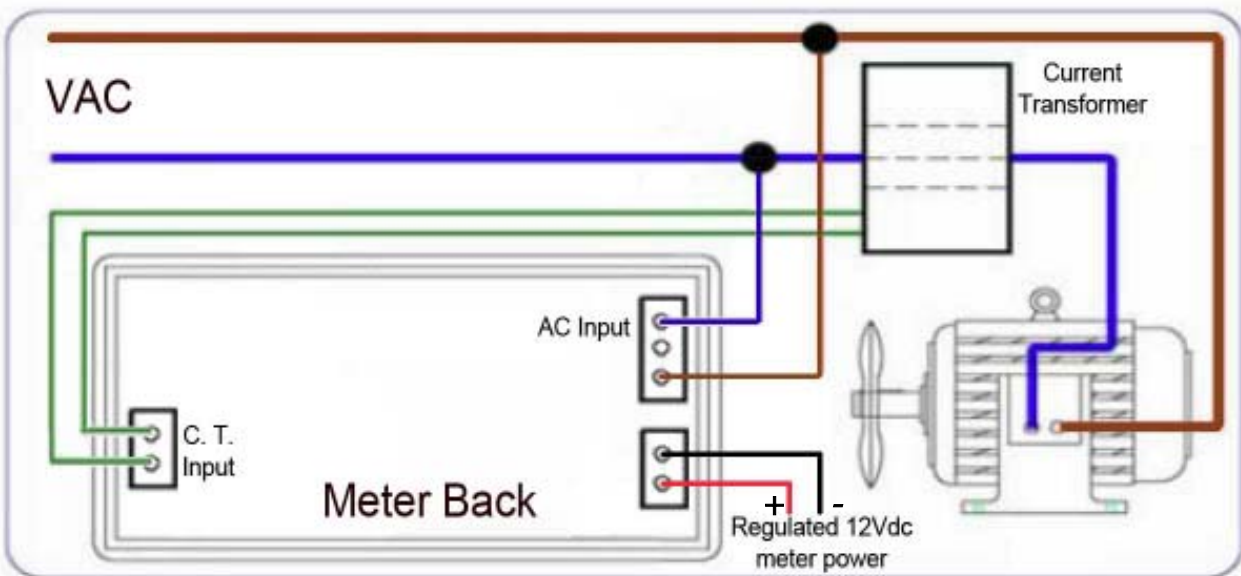 VAC
Current
Transformer
AC Input
C. T.
Input
Meter Back
+ -
Regulated 12Vdc
meter power